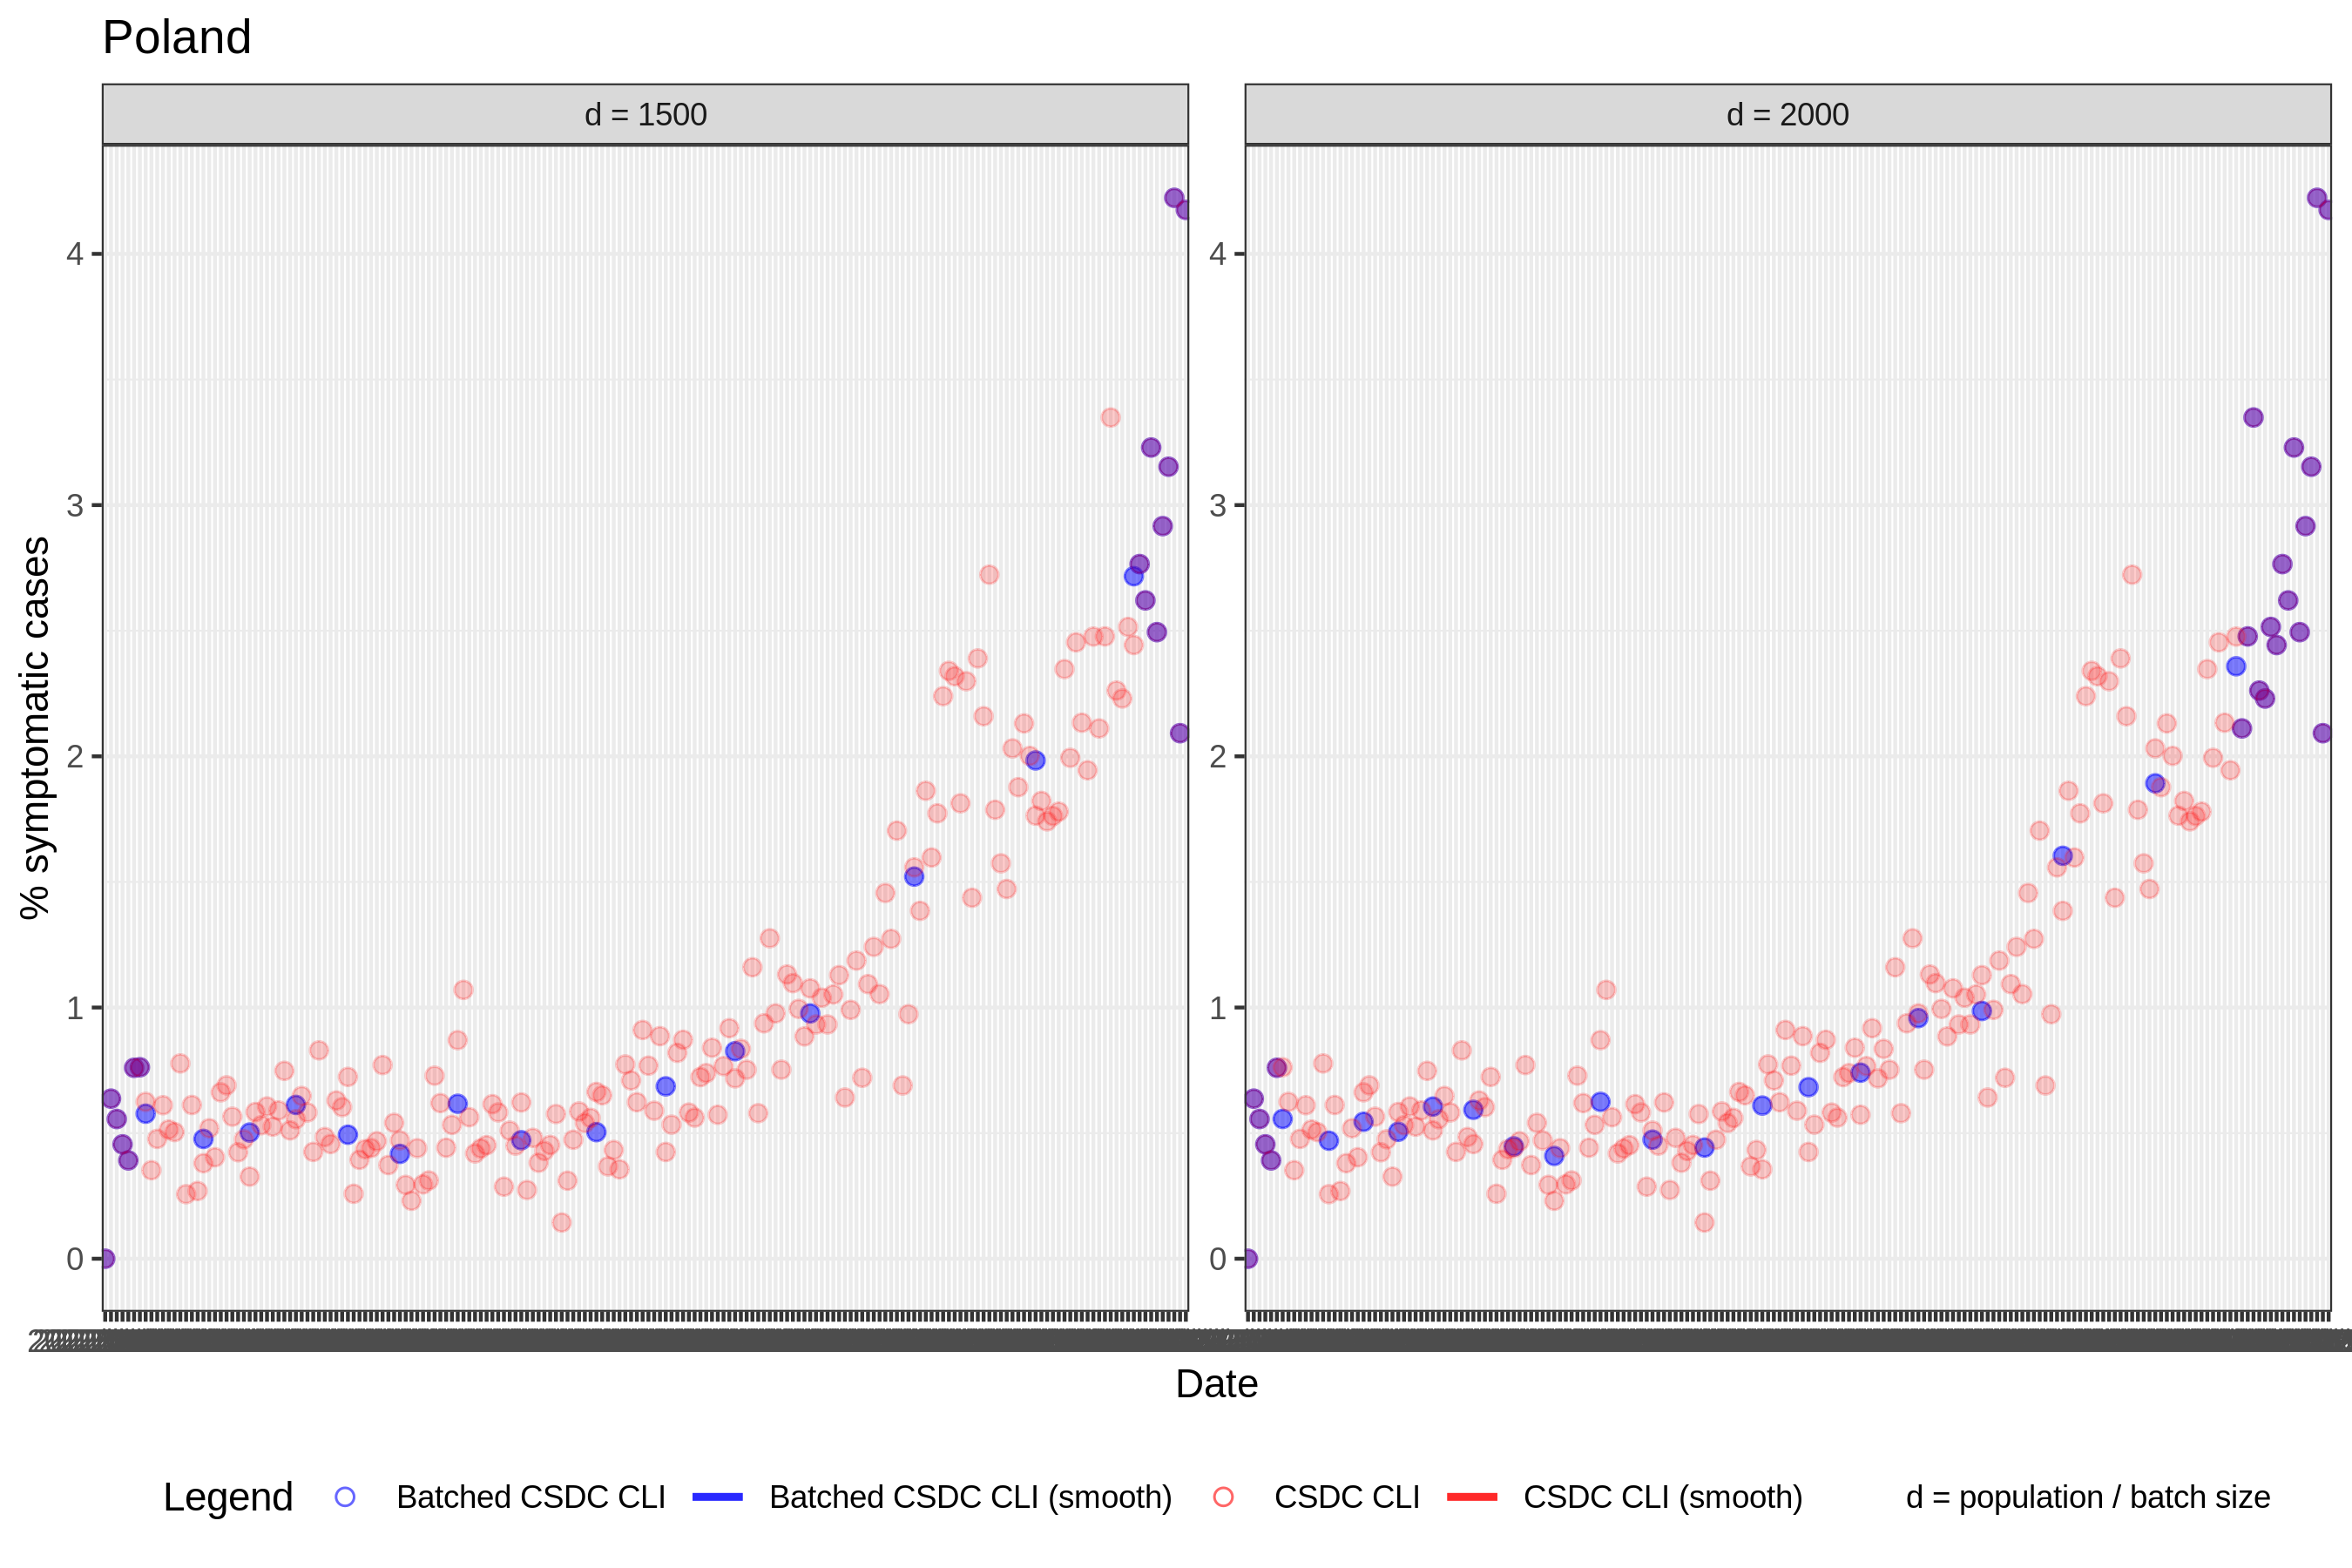 Poland
d = 1500
d = 2000
% symptomatic cases
4
3
2
1
0
4
3
2
1
0
Date
Legend
Batched CSDC CLI
Batched CSDC CLI (smooth)
CSDC CLI
CSDC CLI (smooth)
d = population / batch size